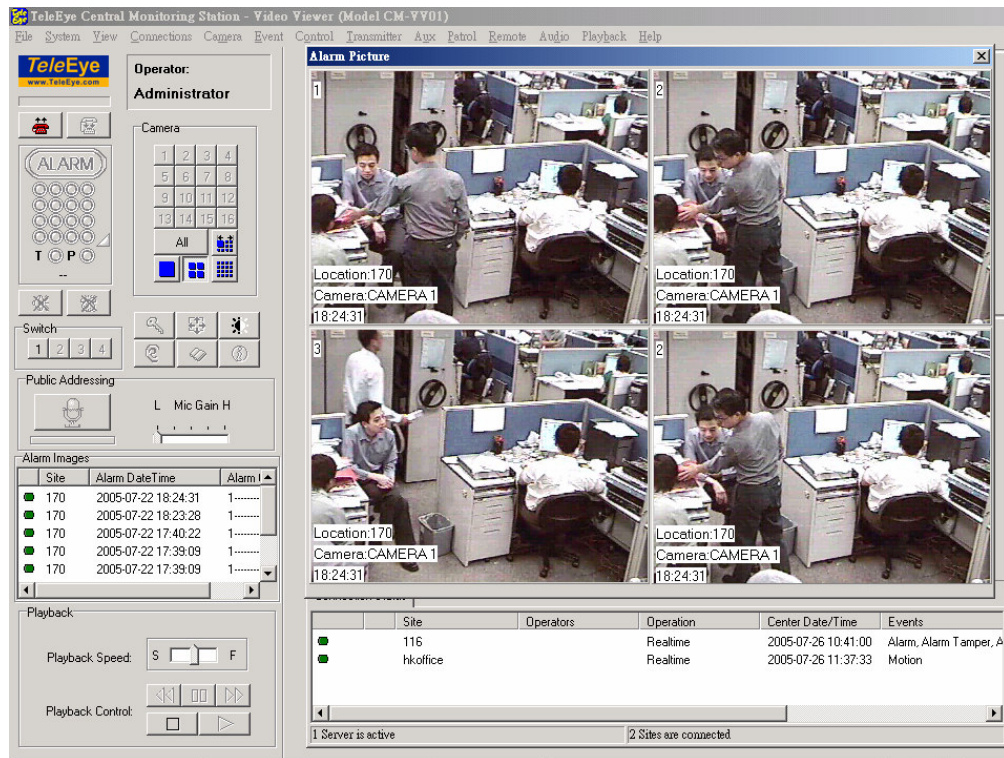 TeleEye Central Monitoring Station - Video Viewer (Model CM-VV01)
File System View Connections Camera Event Control Transmitter Aux Patrol Remote Audio Playback Help
TeleEye
www.TeleEye.com
Operator:
Administrator
Camera
1 2 3 4
5 6 7 8
9 10 11 12
13 14 15 16
All
ALARM
T P
--
Switch
1 2 3 4
Public Addressing
L Mic Gain H
Alarm Images
Site Alarm DateTime Alarm
170 2005-07-22 18:24:31 1-------
170 2005-07-22 18:23:28 1-------
170 2005-07-22 17:40:22 1-------
170 2005-07-22 17:39:09 1-------
170 2005-07-22 17:39:09 1-------
Playback
Playback Speed: S F
Playback Control:
Alarm Picture
1
Location:170
Camera:CAMERA 1
18:24:31
2
Location:170
Camera:CAMERA 1
18:24:31
3
Location:170
Camera:CAMERA 1
18:24:31
2
Location:170
Camera:CAMERA 1
18:24:31
Site Operators Operation Center Date/Time Events
116 Realtime 2005-07-26 10:41:00 Alarm, Alarm Tamper, A
hkoffice Realtime 2005-07-26 11:37:33 Motion
1 Server is active
2 Sites are connected